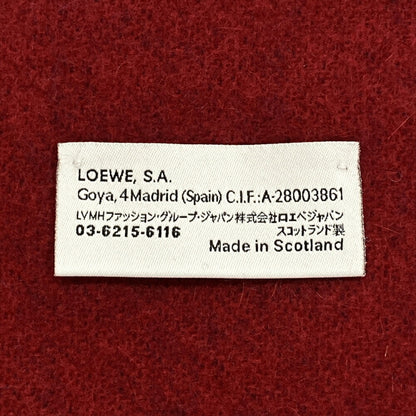 LOEWE, S.A.
Goya, 4 Madrid (Spain) C.I.F.:A-28003861
LVMHファッション・グループ・ジャパン株式会社ロエベジャパン
03-6215-6116 スコットランド製
Made in Scotland